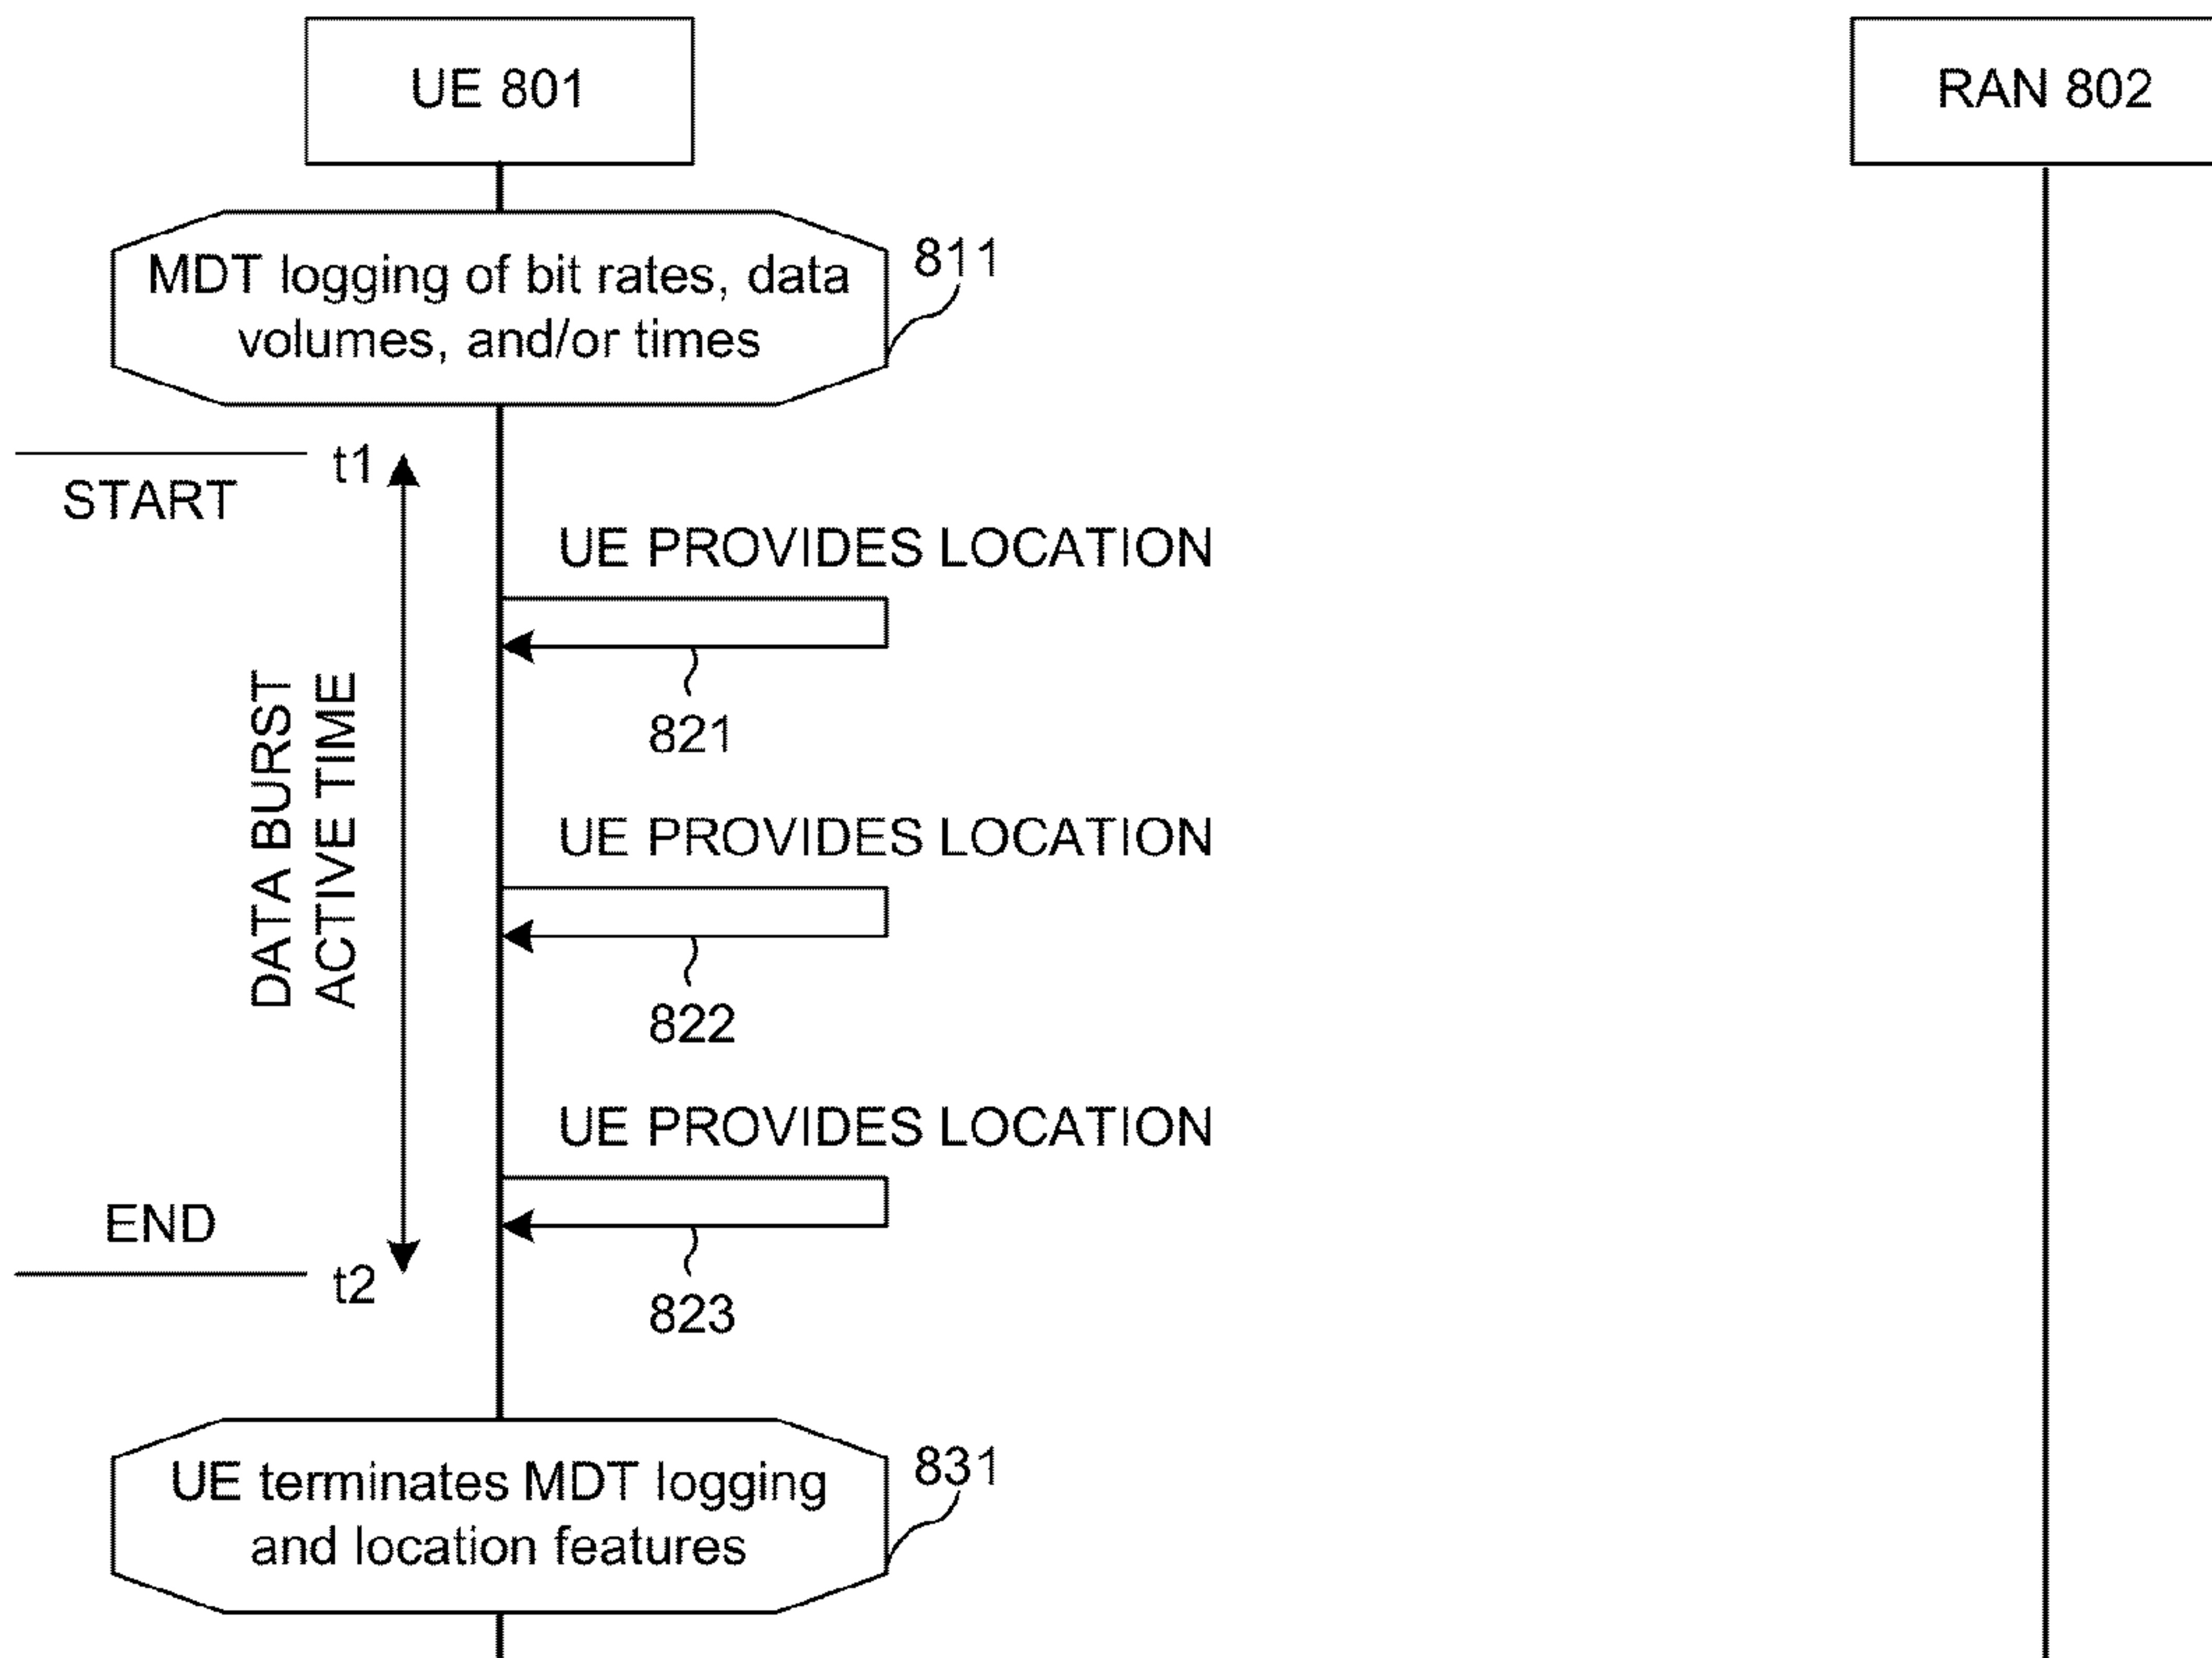 UE 801
RAN 802
MDT logging of bit rates, data
volumes, and/or times
811
t1
START
UE PROVIDES LOCATION
821
DATA BURST
ACTIVE TIME
UE PROVIDES LOCATION
822
UE PROVIDES LOCATION
END
t2
823
UE terminates MDT logging
and location features
831